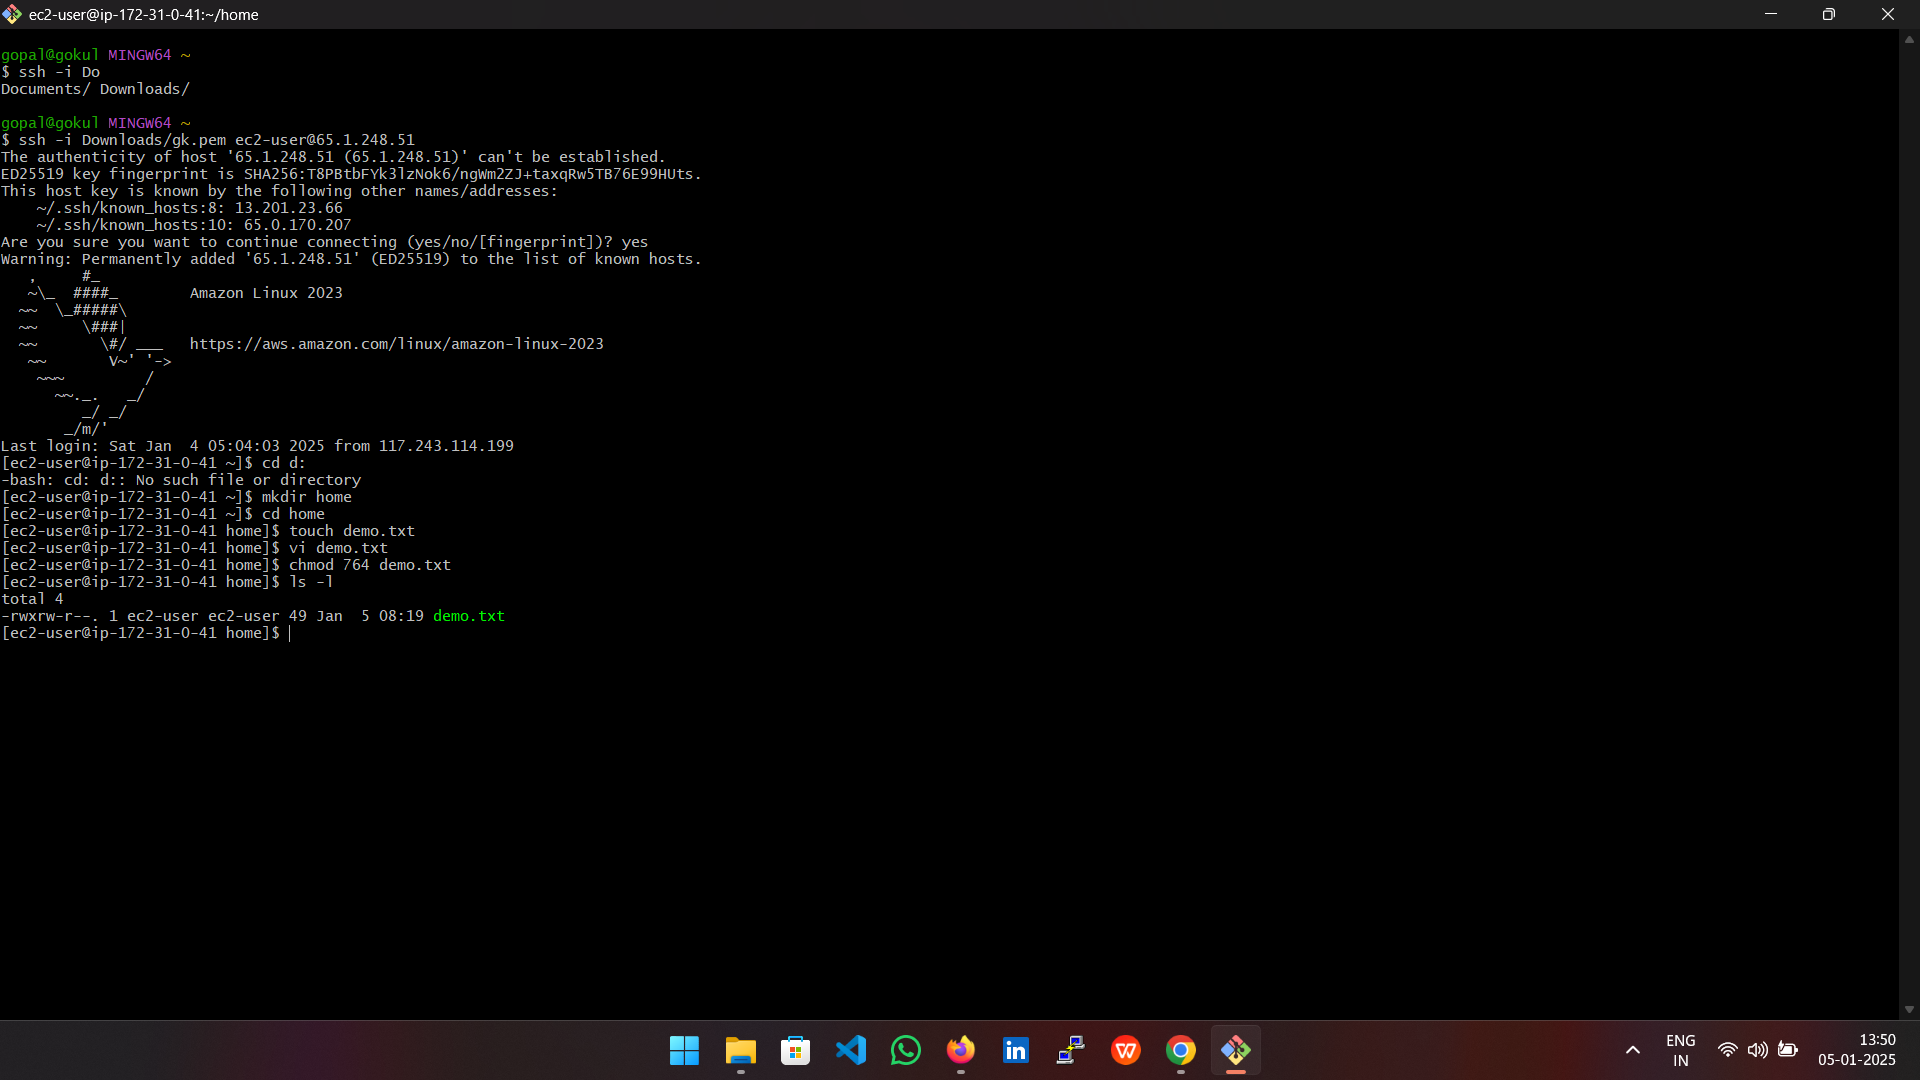 ec2-user@ip-172-31-0-41:~/home
gopal@gokul MINGW64 ~
$ ssh -i Do
Documents/ Downloads/
gopal@gokul MINGW64 ~
$ ssh -i Downloads/gk.pem ec2-user@65.1.248.51
The authenticity of host '65.1.248.51 (65.1.248.51)' can't be established.
ED25519 key fingerprint is SHA256:T8PBtbFYk3lzNok6/ngWm2ZJ+taxqRw5TB76E99HUts.
This host key is known by the following other names/addresses:
    ~/.ssh/known_hosts:8: 13.201.23.66
    ~/.ssh/known_hosts:10: 65.0.170.207
Are you sure you want to continue connecting (yes/no/[fingerprint])? yes
Warning: Permanently added '65.1.248.51' (ED25519) to the list of known hosts.
   ,     #_
   ~\_  ####_        Amazon Linux 2023
  ~~  \_#####\
  ~~     \###|
  ~~       \#/ ___   https://aws.amazon.com/linux/amazon-linux-2023
   ~~       V~' '->
    ~~~         /
      ~~._.   _/
         _/ _/
       _/m/'
Last login: Sat Jan  4 05:04:03 2025 from 117.243.114.199
[ec2-user@ip-172-31-0-41 ~]$ cd d:
-bash: cd: d:: No such file or directory
[ec2-user@ip-172-31-0-41 ~]$ mkdir home
[ec2-user@ip-172-31-0-41 ~]$ cd home
[ec2-user@ip-172-31-0-41 home]$ touch demo.txt
[ec2-user@ip-172-31-0-41 home]$ vi demo.txt
[ec2-user@ip-172-31-0-41 home]$ chmod 764 demo.txt
[ec2-user@ip-172-31-0-41 home]$ ls -l
total 4
-rwxrw-r--. 1 ec2-user ec2-user 49 Jan  5 08:19 demo.txt
[ec2-user@ip-172-31-0-41 home]$
ENG
IN
13:50
05-01-2025